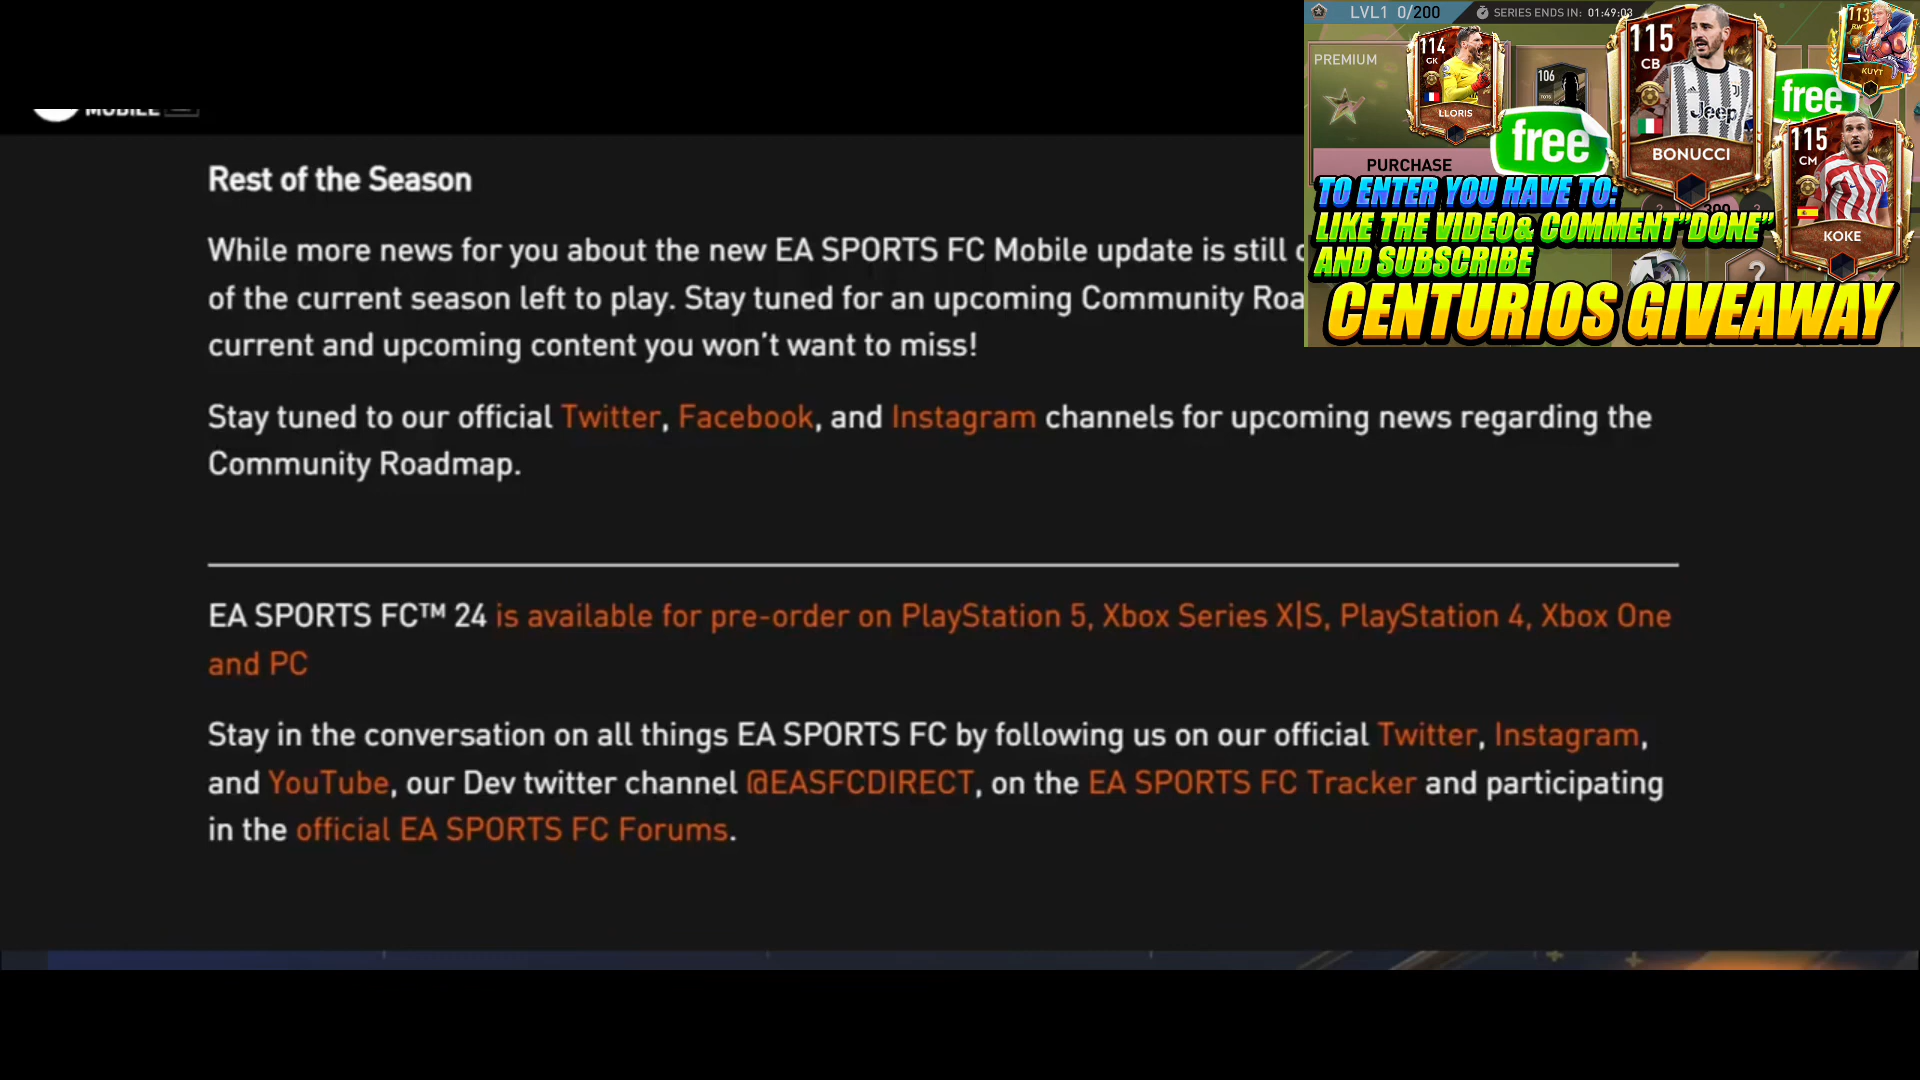 MOBILE
Rest of the Season
While more news for you about the new EA SPORTS FC Mobile update is still
of the current season left to play. Stay tuned for an upcoming Community
current and upcoming content you won't want to miss!
Stay tuned to our official Twitter, Facebook, and Instagram channels for upcoming news regarding the
Community Roadmap.
EA SPORTS FC™ 24 is available for pre-order on PlayStation 5, Xbox Series X|S, PlayStation 4, Xbox One
and PC
Stay in the conversation on all things EA SPORTS FC by following us on our official Twitter, Instagram,
and YouTube, our Dev twitter channel @EASFCDIRECT, on the EA SPORTS FC Tracker and participating
in the official EA SPORTS FC Forums.
LVL1 0/200
SERIES ENDS IN: 01:49:03
PREMIUM
114
GK
LLORIS
106
free
115
CB
Jeep
BONUCCI
free
113
RW
KUYT
115
CM
KOKE
PURCHASE
TO ENTER YOU HAVE TO:
LIKE THE VIDEO& COMMENT"DONE"
AND SUBSCRIBE
?
CENTURIOS GIVEAWAY